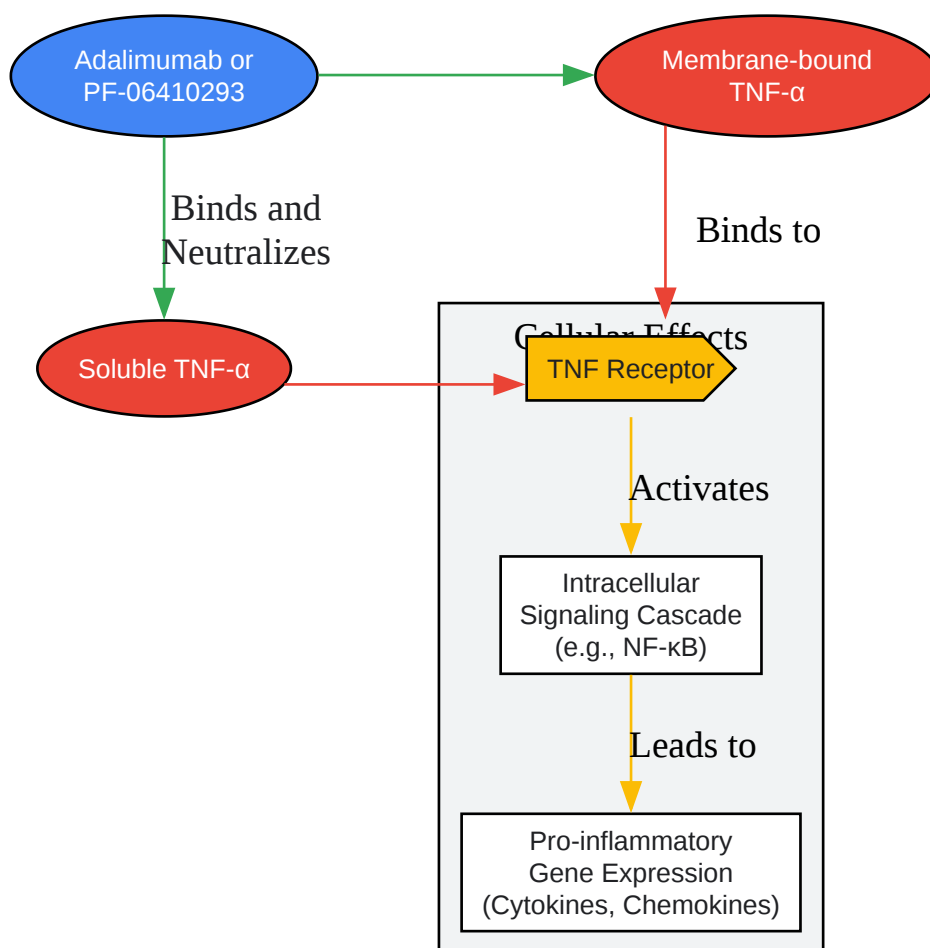 Adalimumab or
PF-06410293
Membrane-bound
TNF-α
Binds and
Neutralizes
Binds to
Cellular Effects
Soluble TNF-α
TNF Receptor
Activates
Intracellular
Signaling Cascade
(e.g., NF-κB)
Leads to
Pro-inflammatory
Gene Expression
(Cytokines, Chemokines)